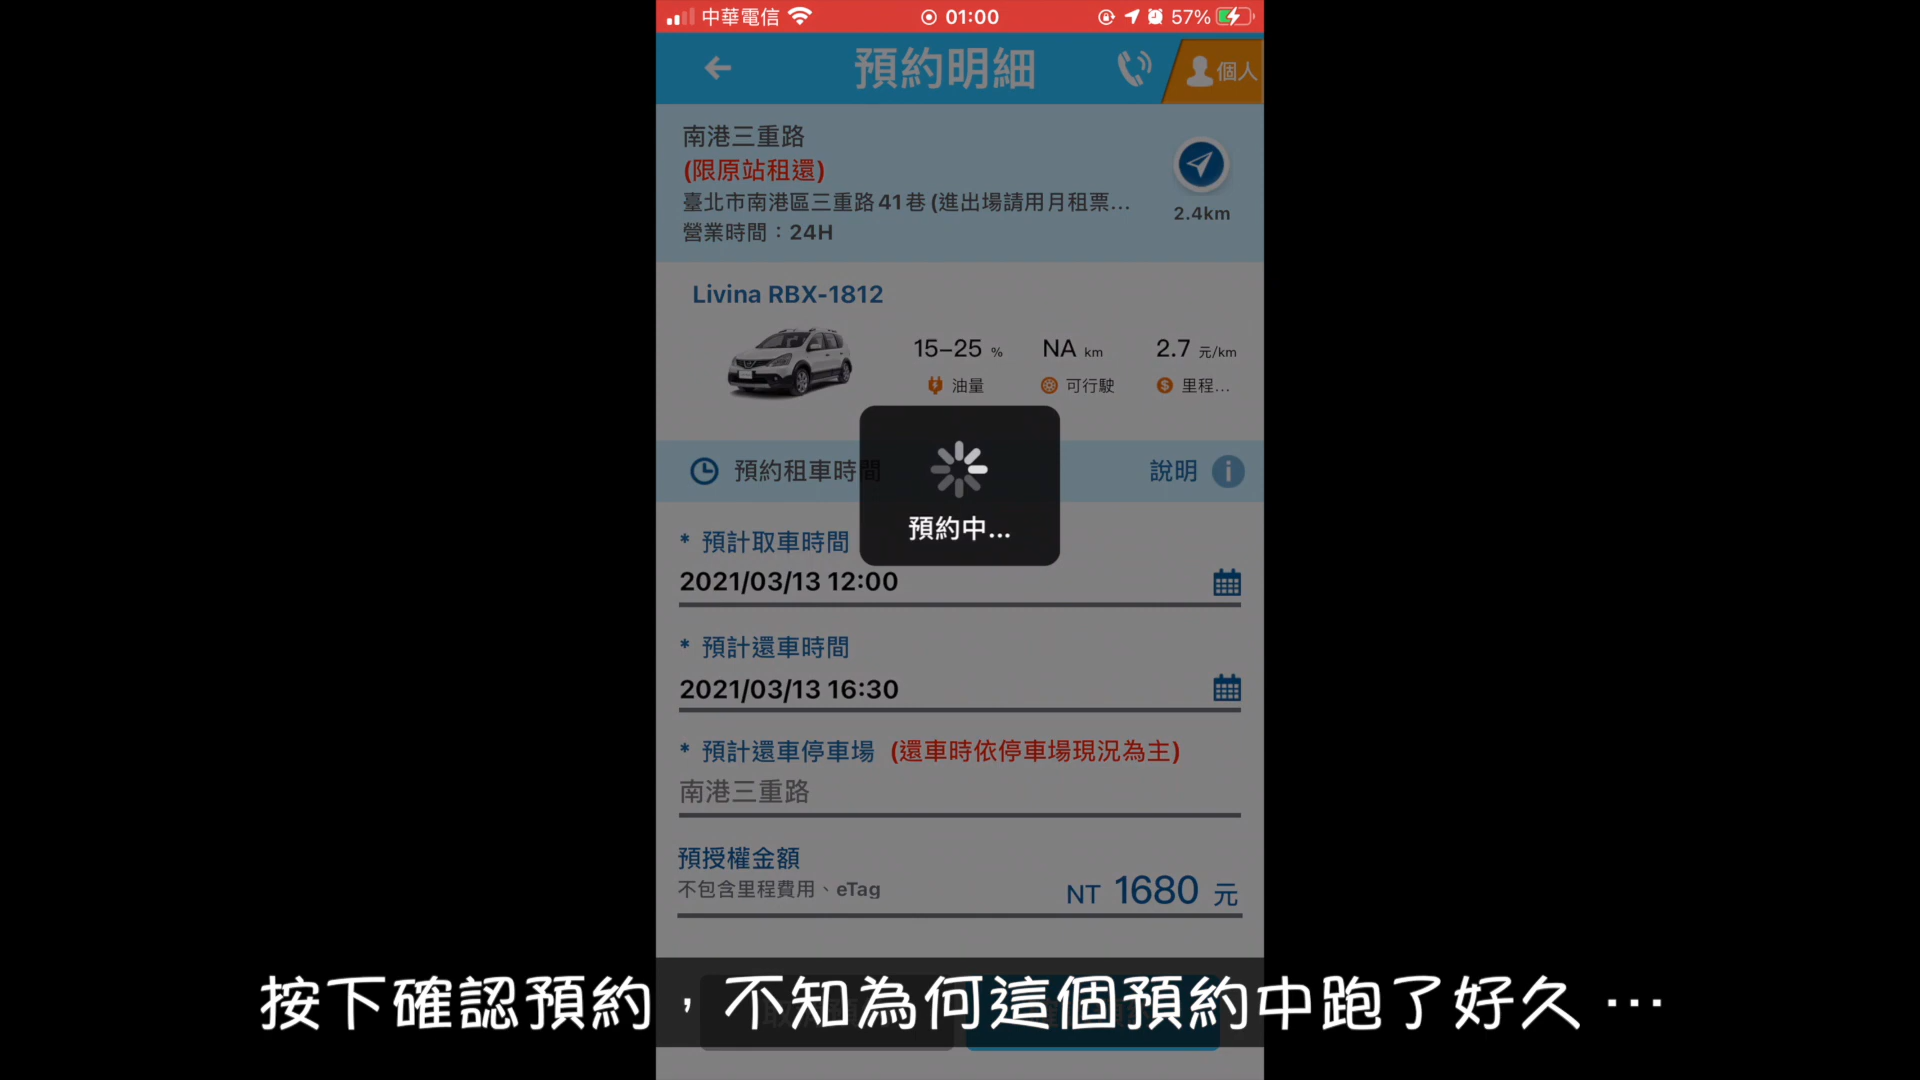 中華電信 01:00 57%
預約明細 個人
南港三重路
(限原站租還)
臺北市南港區三重路41巷(進出場請用月租票...
營業時間：24H
2.4km
Livina RBX-1812
15–25 % NA km 2.7 元/km
油量 可行駛 里程...
預約租車時間 說明
預約中...
* 預計取車時間
2021/03/13 12:00
* 預計還車時間
2021/03/13 16:30
* 預計還車停車場 (還車時依停車場現況為主)
南港三重路
預授權金額
不包含里程費用、eTag
NT 1680 元
按下確認預約，不知為何這個預約中跑了好久…